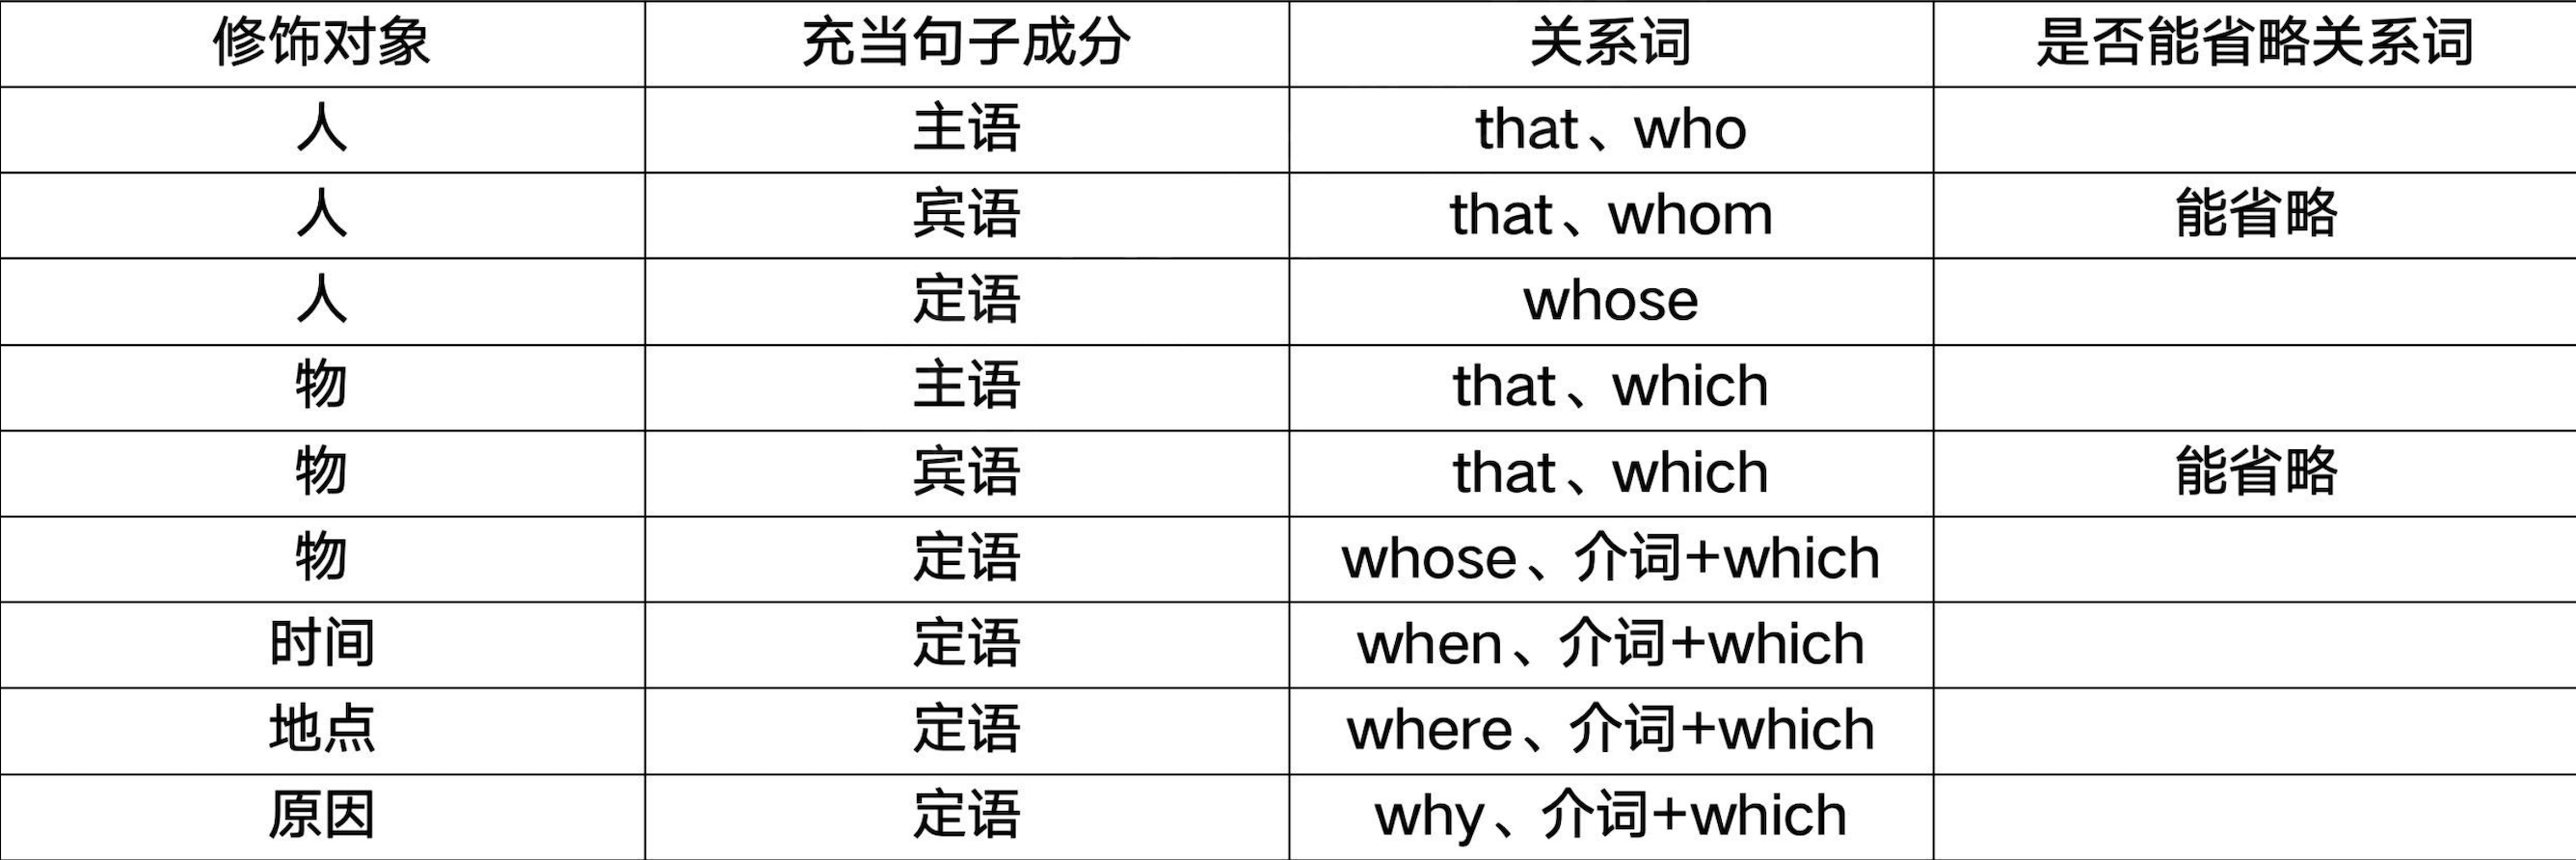 修饰对象 充当句子成分 关系词 是否能省略关系词
人 主语 that、who
人 宾语 that、whom 能省略
人 定语 whose
物 主语 that、which
物 宾语 that、which 能省略
物 定语 whose、介词+which
时间 定语 when、介词+which
地点 定语 where、介词+which
原因 定语 why、介词+which